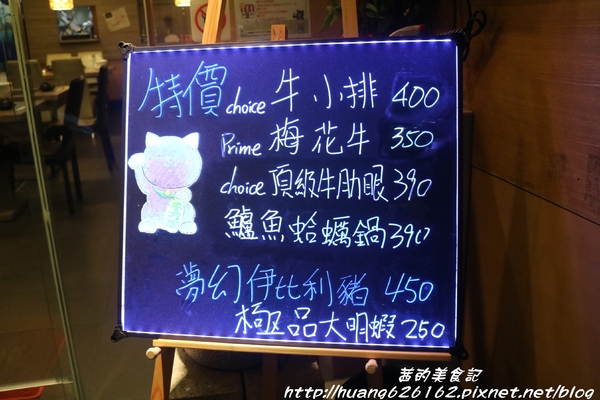 特價 choice 牛小排 400
Prime 梅花牛 350
choice 頂級牛肋眼 390
鱸魚蛤蠣鍋 390
夢幻伊比利豬 450
極品大明蝦 250
茜的美食記
http://huang626162.pixnet.net/blog